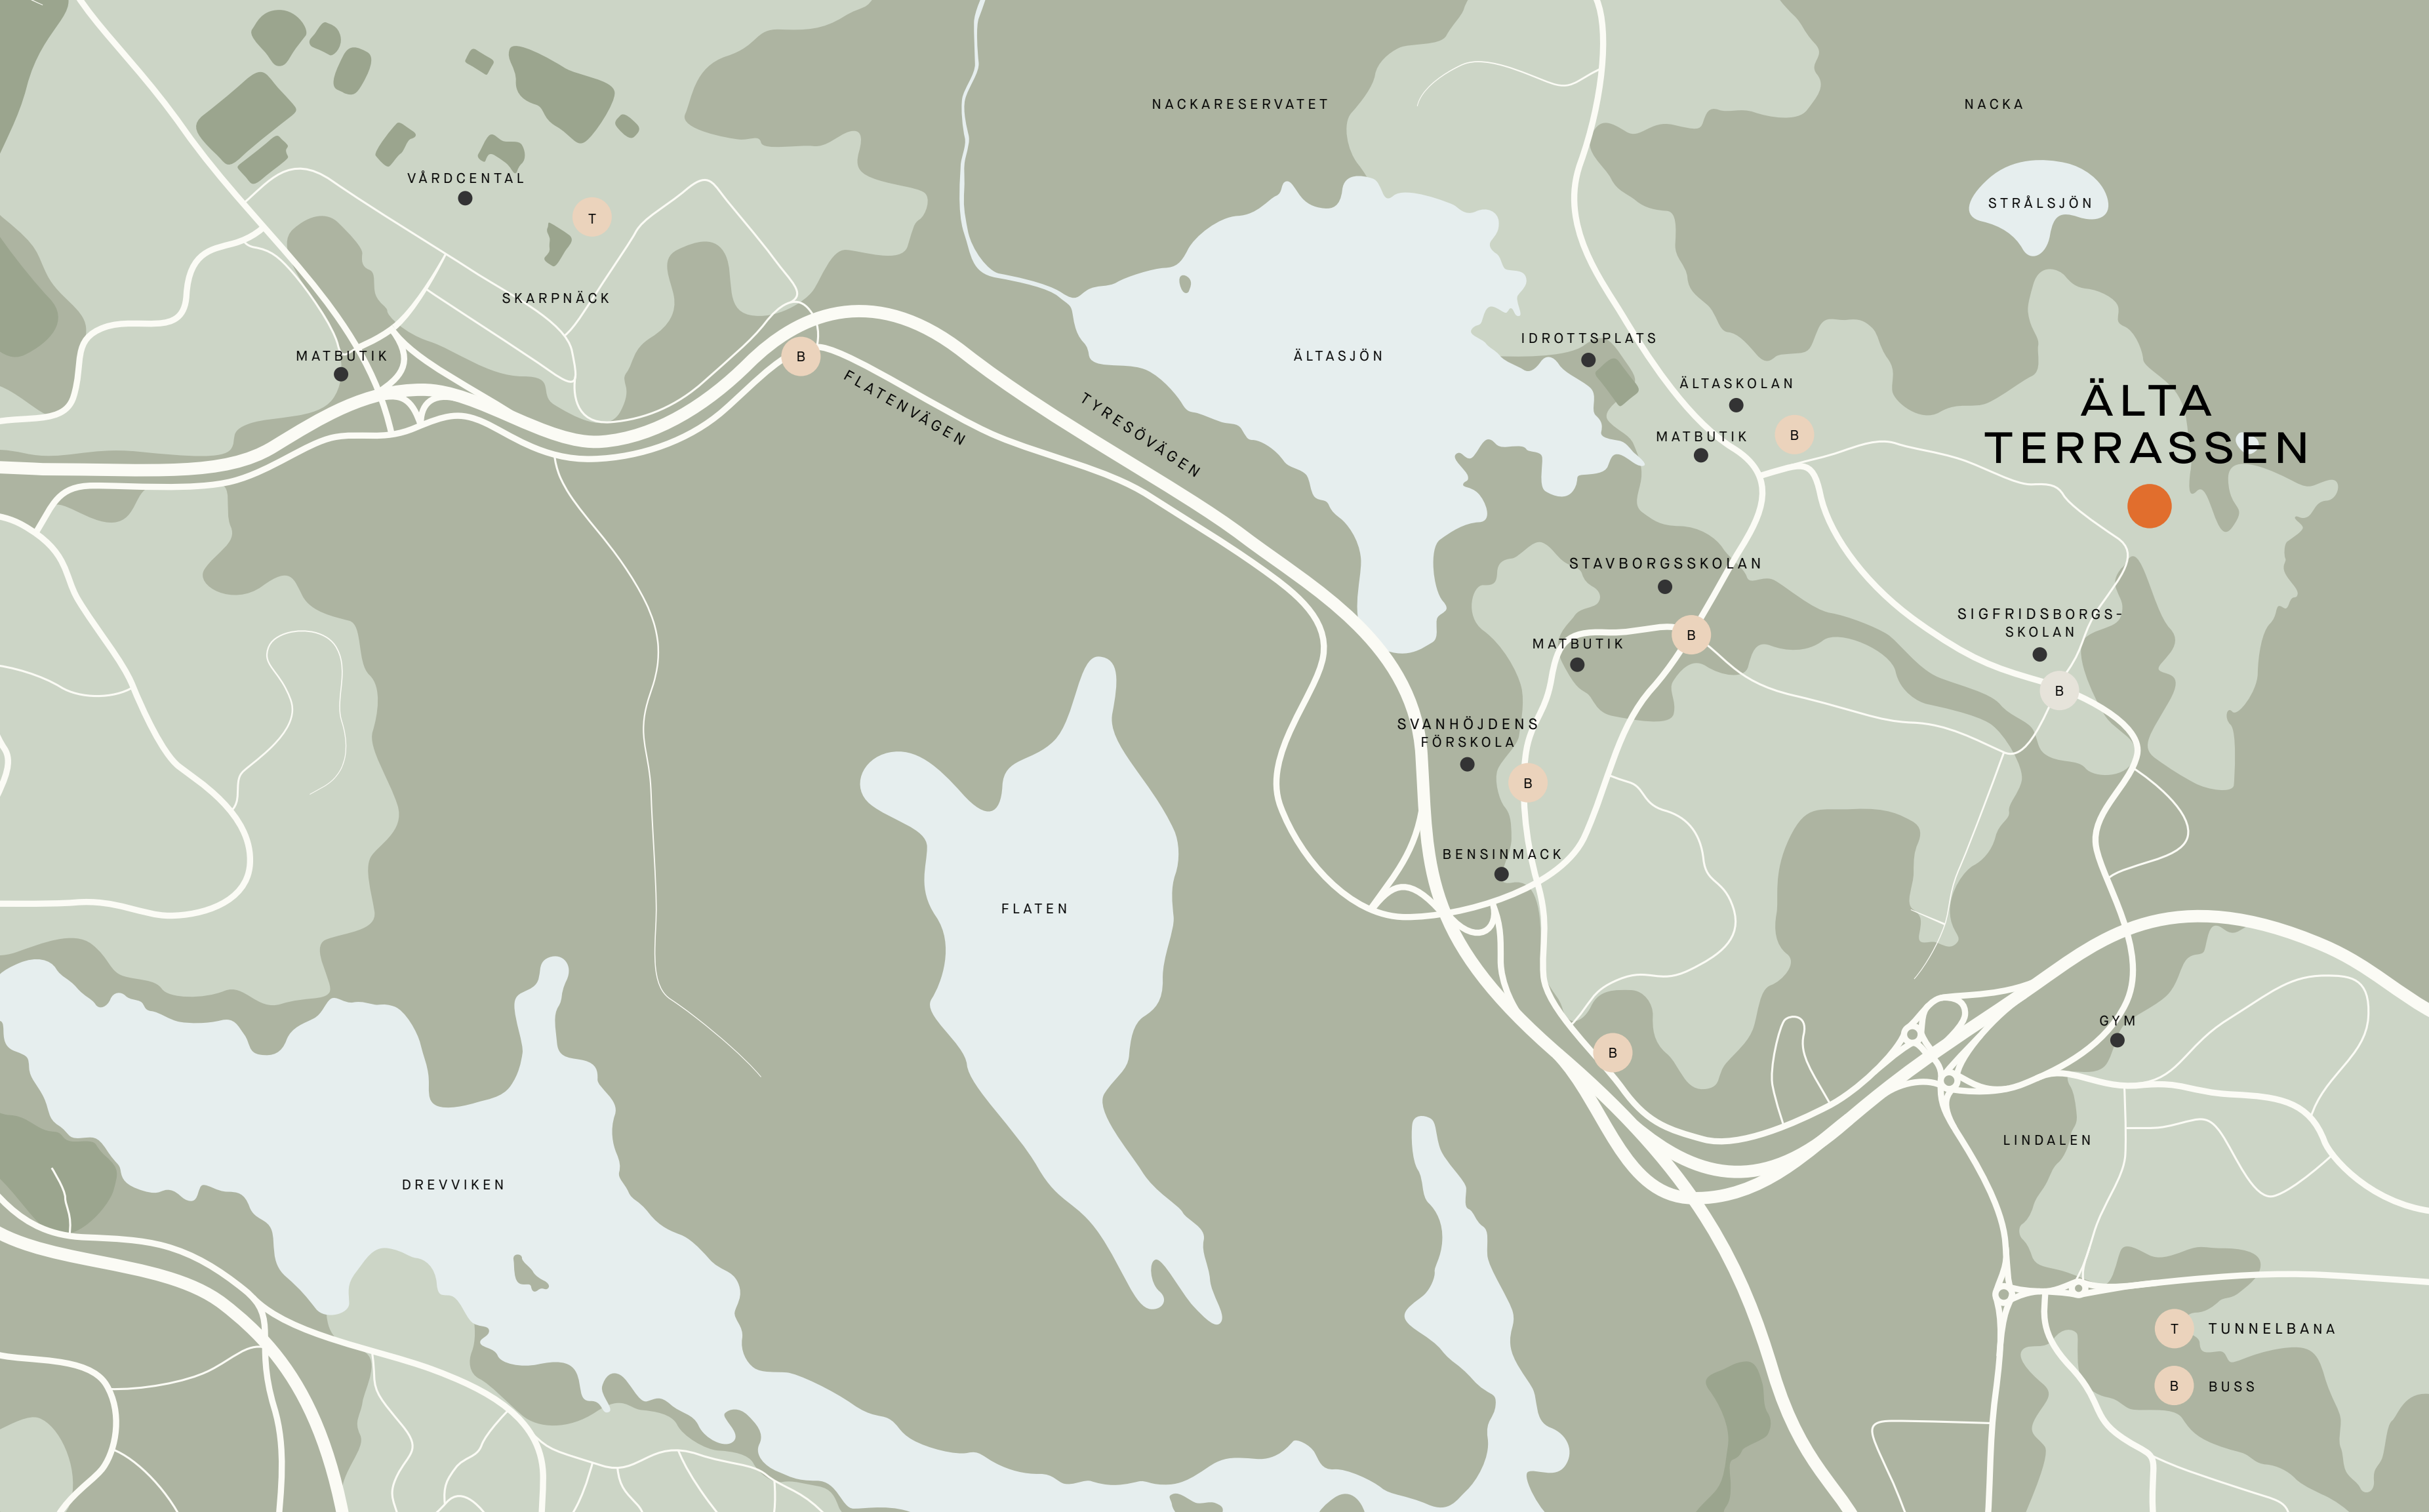 NACKARESERVATET
NACKA
VÅRDCENTAL
T
STRÅLSJÖN
SKARPNÄCK
MATBUTIK
B
FLATENVÄGEN
TYRESÖVÄGEN
ÄLTASJÖN
IDROTTSPLATS
ÄLTASKOLAN
MATBUTIK
B
ÄLTA
TERRASSEN
STAVBORGSSKOLAN
B
MATBUTIK
SIGFRIDSBORGS-
SKOLAN
B
SVANHÖJDENS
FÖRSKOLA
B
BENSINMACK
FLATEN
GYM
B
LINDALEN
DREVVIKEN
T TUNNELBANA
B BUSS